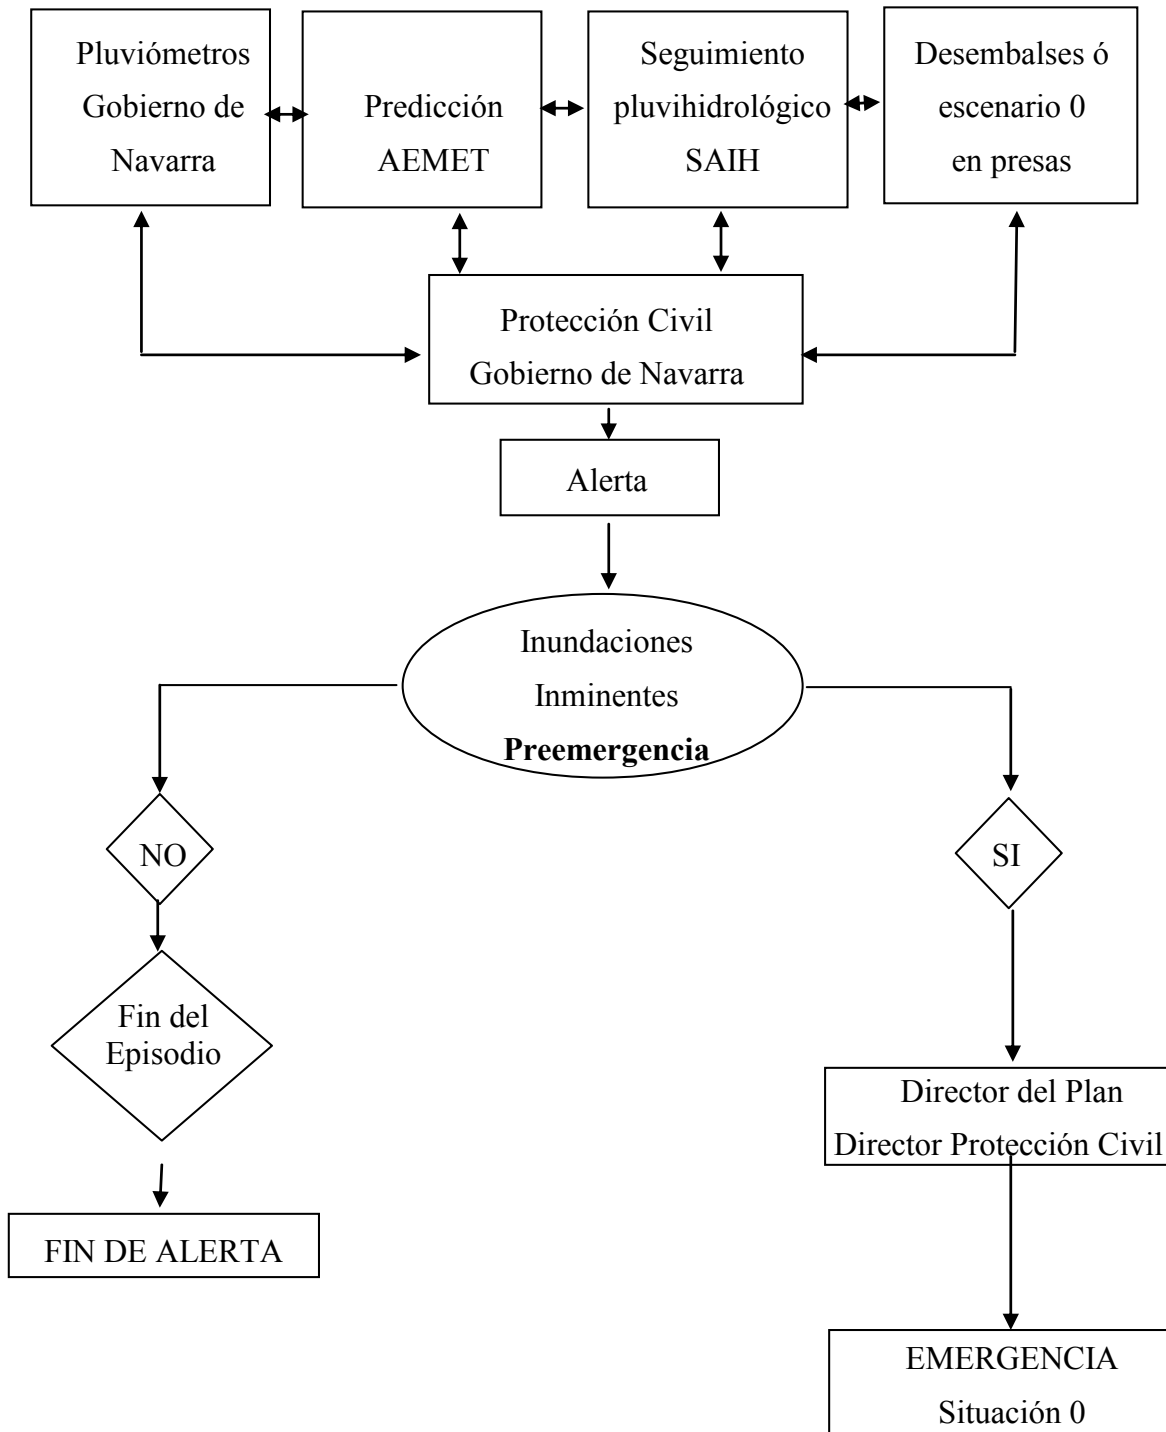 Pluviómetros
Gobierno de
Navarra
Predicción
AEMET
Seguimiento
pluvihidrológico
SAIH
Desembalses ó
escenario 0
en presas
Protección Civil
Gobierno de Navarra
Alerta
Inundaciones
Inminentes
Preemergencia
NO
SI
Fin del
Episodio
Director del Plan
Director Protección Civil
FIN DE ALERTA
EMERGENCIA
Situación 0